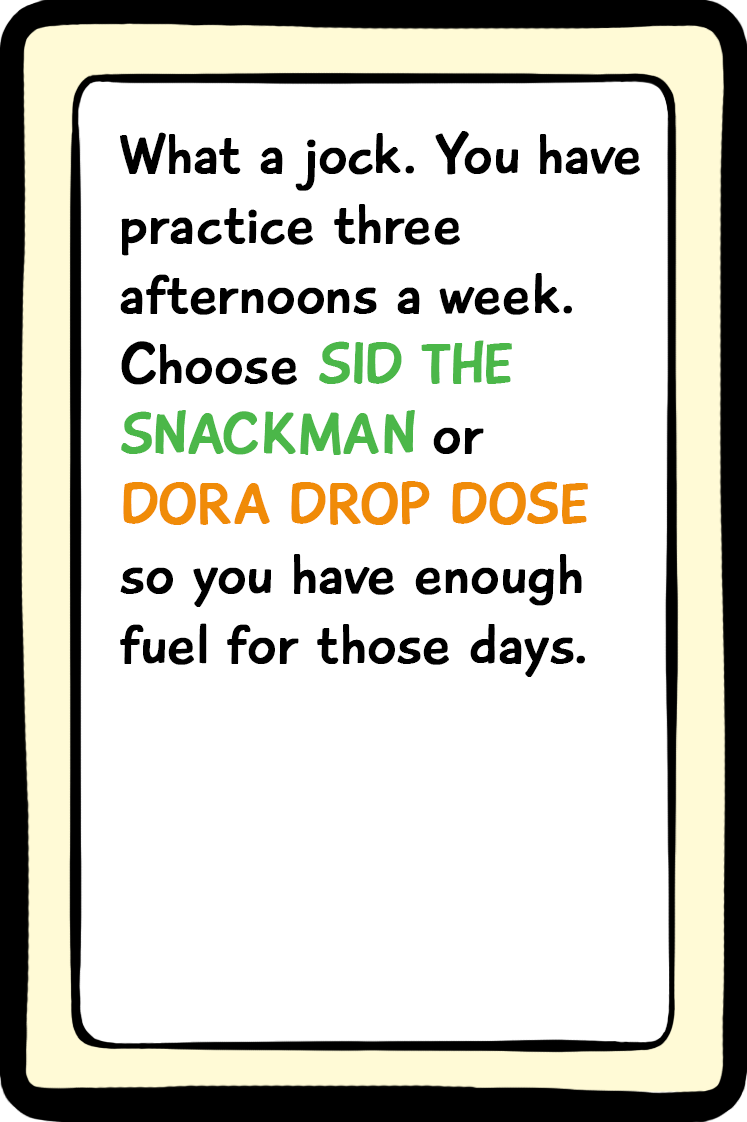 What a jock. You have
practice three
afternoons a week.
Choose SID THE
SNACKMAN or
DORA DROP DOSE
so you have enough
fuel for those days.